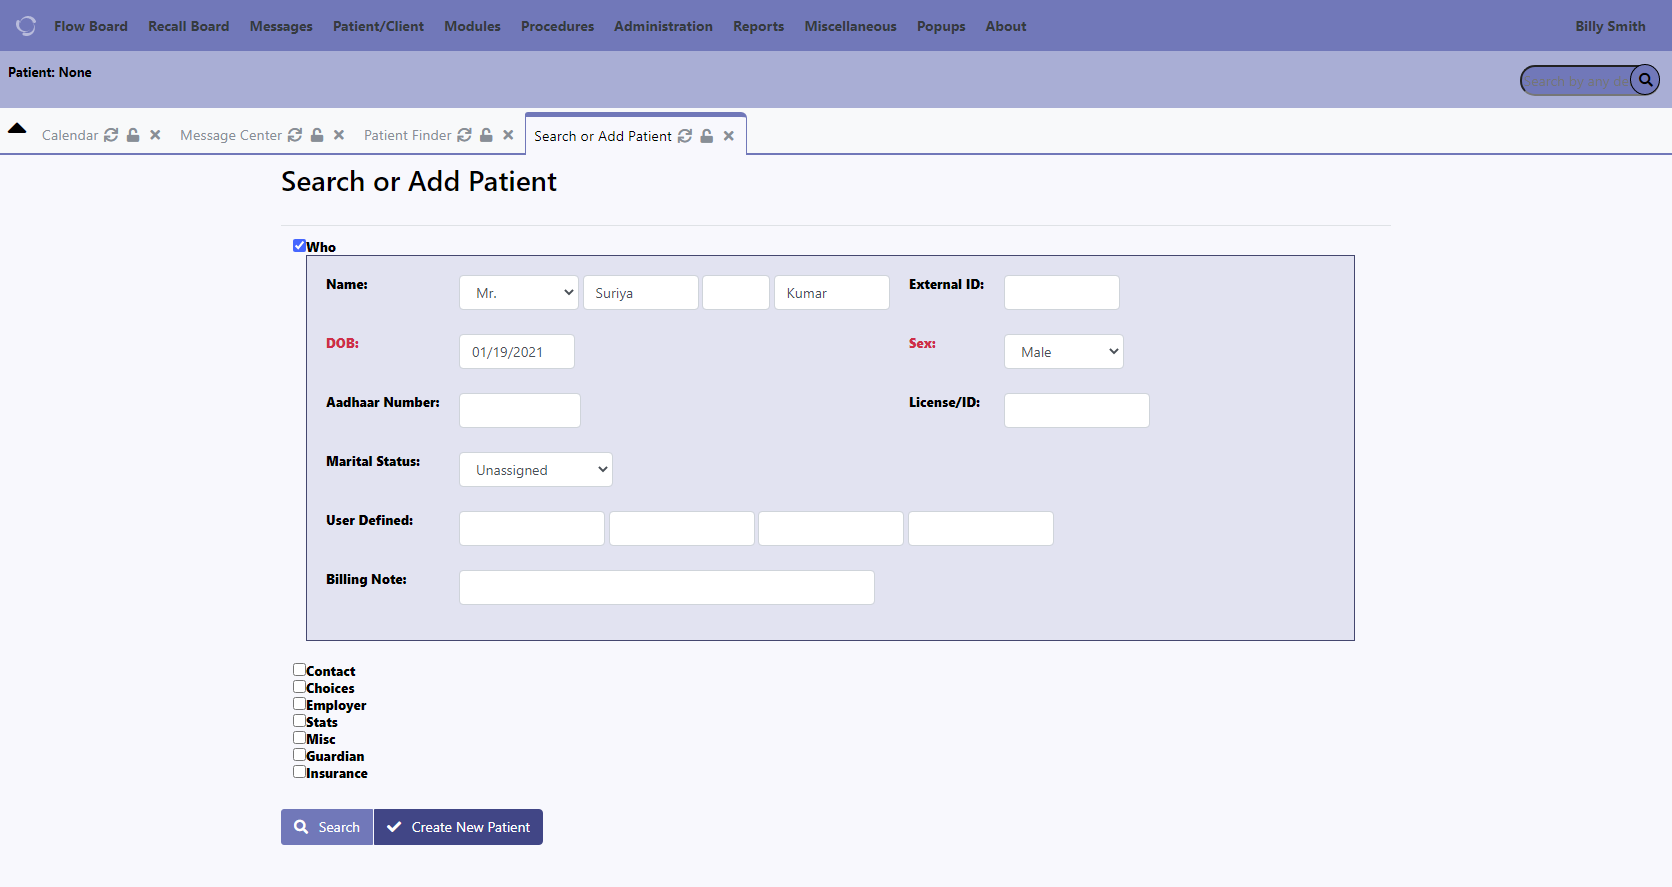 Flow Board Recall Board Messages Patient/Client Modules Procedures Administration Reports Miscellaneous Popups About Billy Smith
Patient: None
Search by any de
Calendar Message Center Patient Finder Search or Add Patient
Search or Add Patient
Who
Name: Mr. Suriya Kumar External ID:
DOB: 01/19/2021 Sex: Male
Aadhaar Number: License/ID:
Marital Status: Unassigned
User Defined:
Billing Note:
Contact
Choices
Employer
Stats
Misc
Guardian
Insurance
Search Create New Patient